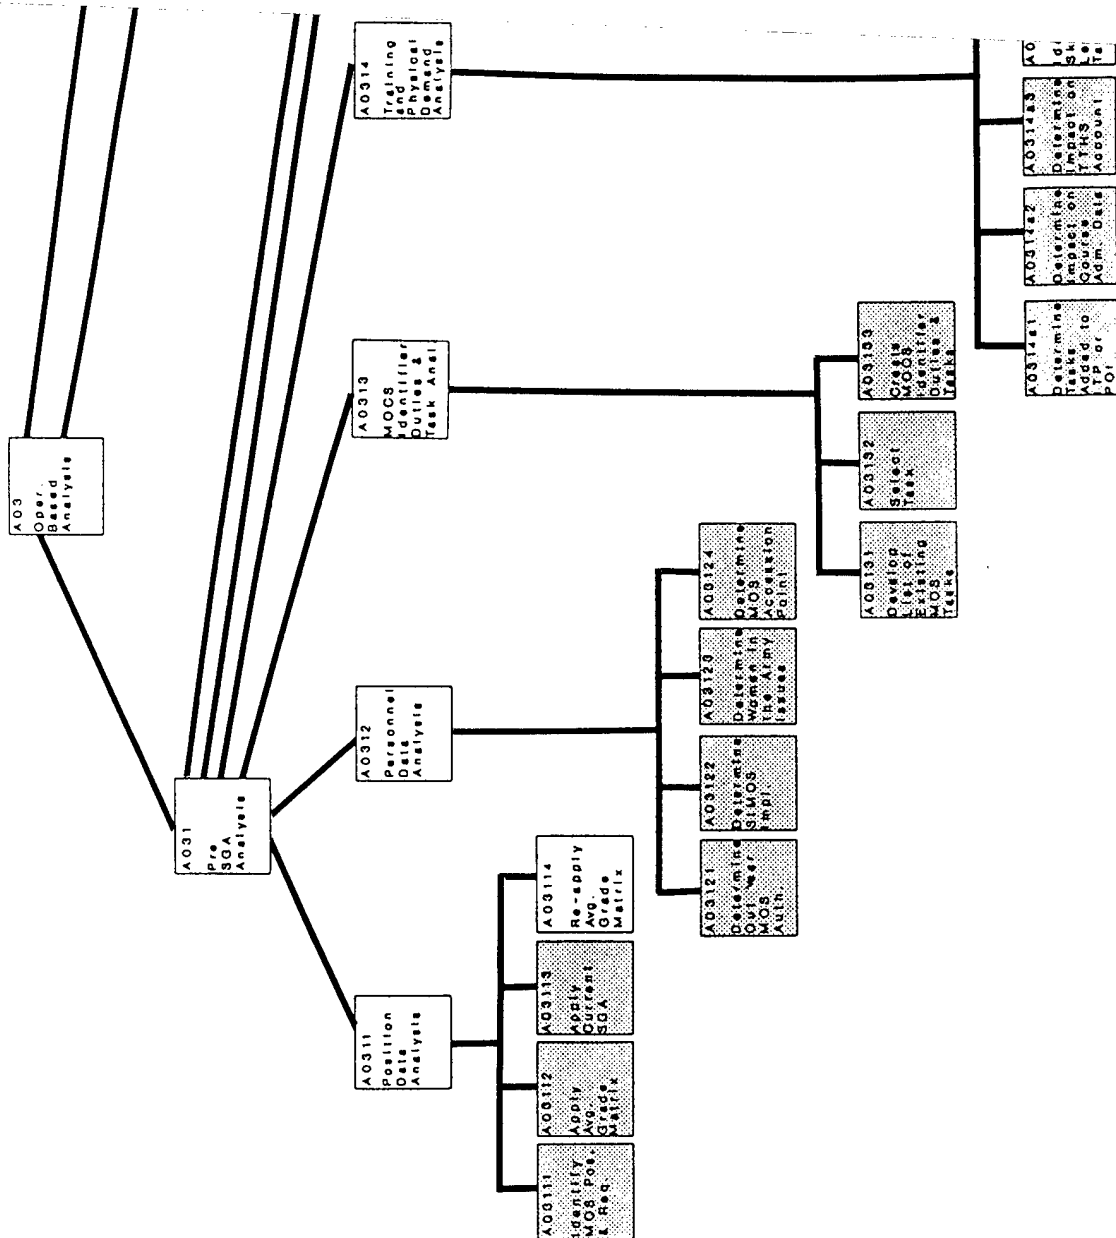 A03
Oper.
Based
Analysis
A031
Pre
SGA
Analysis
A0311
Position
Data
Analysis
A0312
Personnel
Data
Analysis
A0313
MOCS
Identifier
Duties &
Task Anal
A0314
Training
and
Physical
Demand
Analysis
A03111
Identify
MOS Pos.
& Req
A03112
Apply
Avg.
Grade
Matrix
A03113
Apply
Current
SGA
A03114
Re-apply
Avg.
Grade
Matrix
A03121
Determine
Out Year
MOS
Auth.
A03122
Determine
SIMOS
Impl
A03123
Determine
Women in
the Army
Issues
A03124
Determine
MOS
Accession
Point
A03131
Develop
List of
Existing
MOS
Tasks
A03132
Select
Task
A03133
Create
MOCS
Identifier
Duties &
Tasks
A0314a1
Determine
Tasks
Added to
ITP or
POI
A0314a2
Determine
Impact on
Course
Adm. Data
A0314a3
Determine
Impact on
TTHS
Account